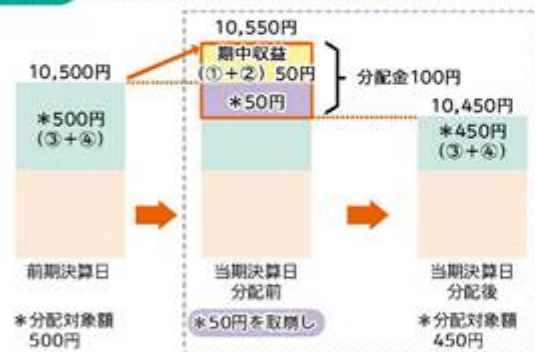 10,550円
期中収益
(①+②) 50円
10,500円
分配金100円
*50円
10,450円
*500円
(③+④)
*450円
(③+④)
前期決算日
当期決算日
分配前
当期決算日
分配後
*分配対象額
500円
*50円を取崩し
*分配対象額
450円